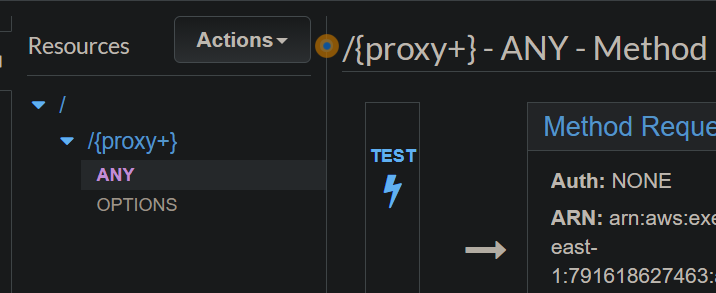 Resources
Actions
/{proxy+} - ANY - Method
/
/{proxy+}
ANY
OPTIONS
TEST
Method Reque
Auth: NONE
ARN: arn:aws:exe
east-
1:791618627463: